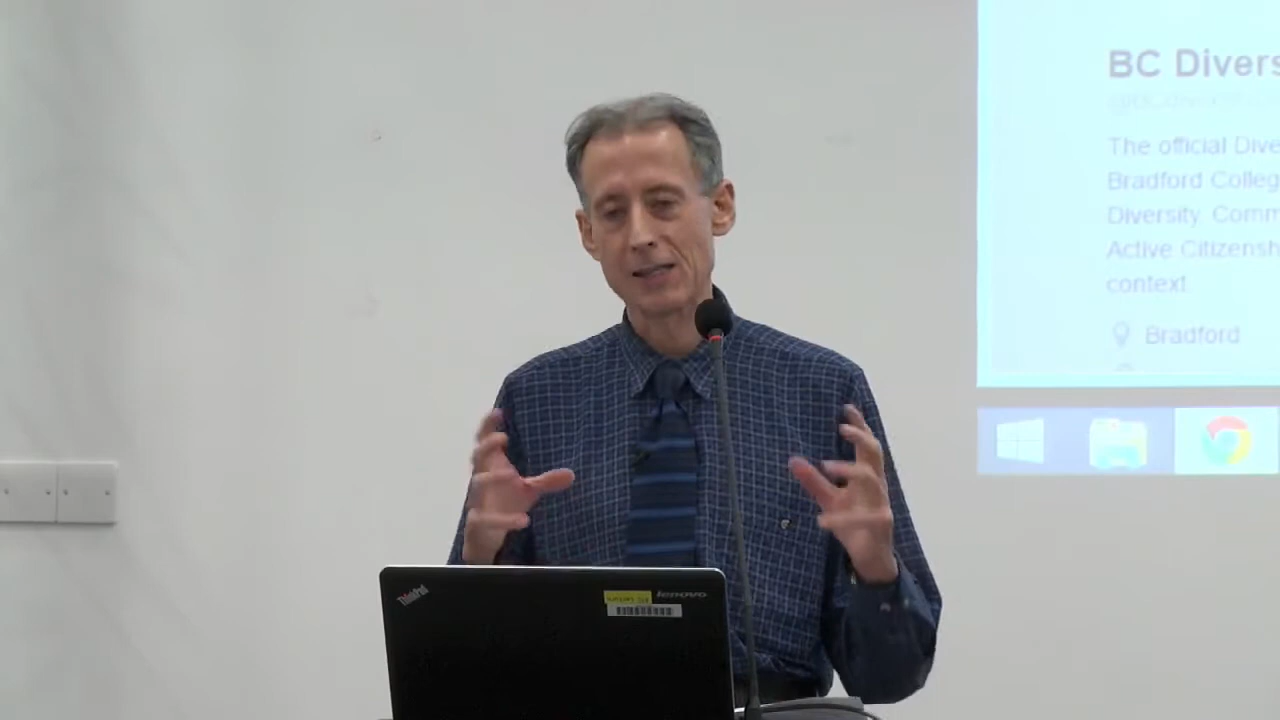 BC Divers
The official Dive
Bradford Colleg
Diversity. Comm
Active Citizensh
context
Bradford
ThinkPad
lenovo